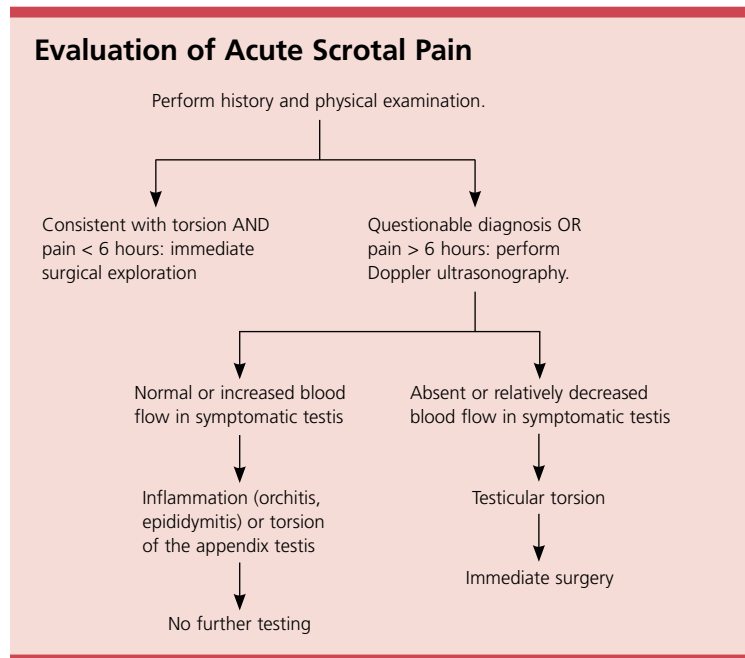 Evaluation of Acute Scrotal Pain
Perform history and physical examination.
Consistent with torsion AND
pain < 6 hours: immediate
surgical exploration
Questionable diagnosis OR
pain > 6 hours: perform
Doppler ultrasonography.
Normal or increased blood
flow in symptomatic testis
Absent or relatively decreased
blood flow in symptomatic testis
Inflammation (orchitis,
epididymitis) or torsion
of the appendix testis
Testicular torsion
Immediate surgery
No further testing